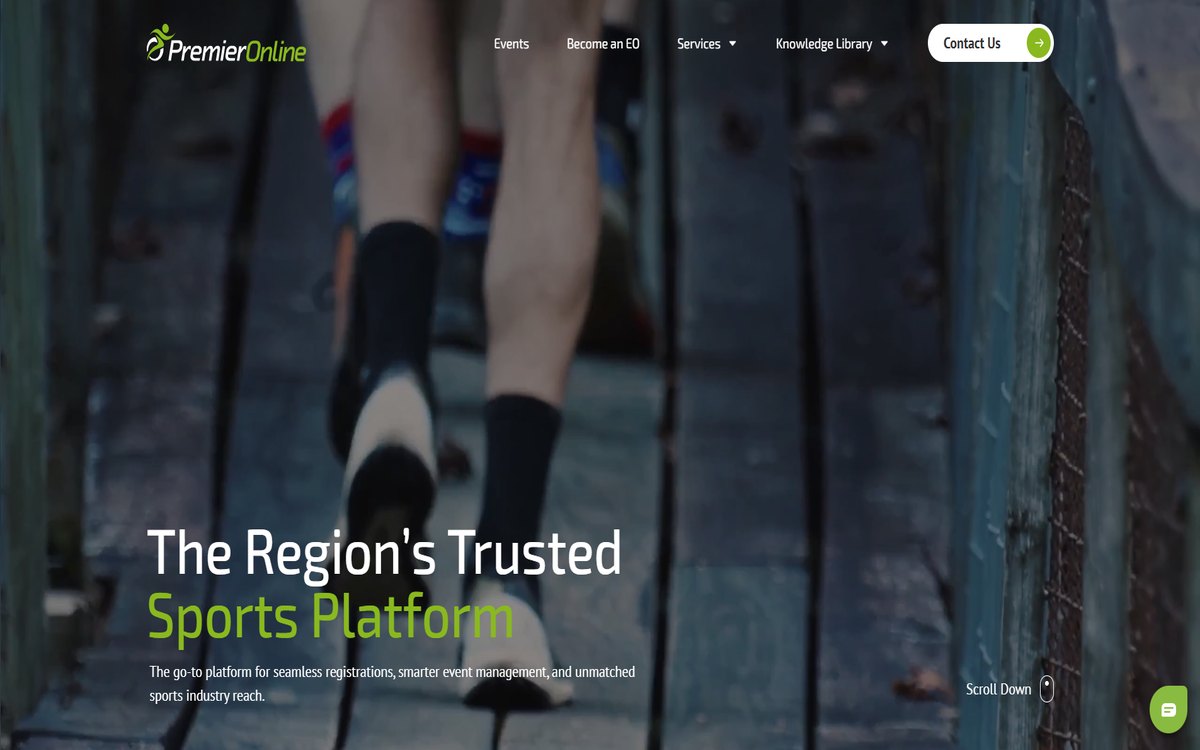 PremierOnline
Events
Become an EO
Services
Knowledge Library
Contact Us
The Region's Trusted
Sports Platform
The go-to platform for seamless registrations, smarter event management, and unmatched
sports industry reach.
Scroll Down